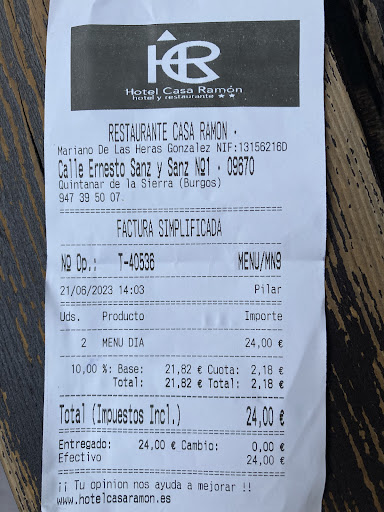 HCR
Hotel Casa Ramón
hotel y restaurante ★★
RESTAURANTE CASA RAMON -
Mariano De Las Heras Gonzalez NIF:13156216D
Calle Ernesto Sanz y Sanz Nº1 - 09670
Quintanar de la Sierra (Burgos)
947 39 50 07
FACTURA SIMPLIFICADA
Nº Op.: T-40536 MENU/MN9
21/06/2023 14:03 Pilar
Uds. Producto Importe
2 MENU DIA 24,00 €
10,00 %: Base: 21,82 € Cuota: 2,18 €
Total: 21,82 € Total: 2,18 €
Total (Impuestos Incl.) 24,00 €
Entregado: 24,00 € Cambio: 0,00 €
Efectivo 24,00 €
¡¡ Tu opinion nos ayuda a mejorar !!
www.hotelcasaramon.es